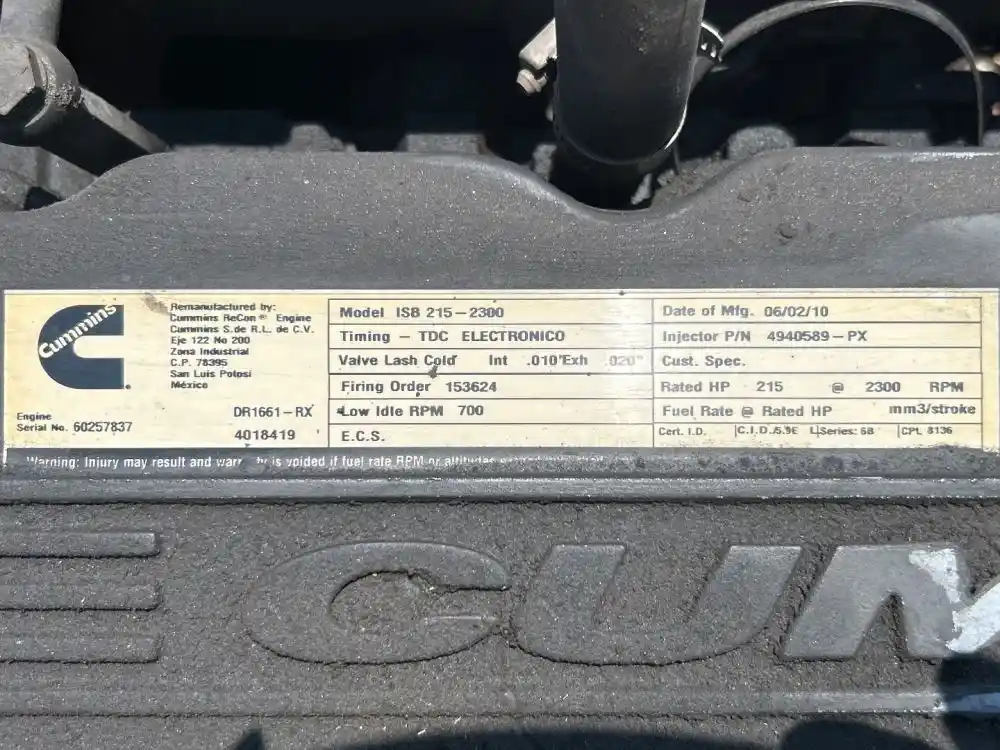 Cummins
Remanufactured by:
Cummins ReCon® Engine
Cummins S.de R.L. de C.V.
Eje 122 No 200
Zona Industrial
C.P. 78395
San Luis Potosi
México
Engine
Serial No. 60257837
DR1661-RX
4018419
Model ISB 215-2300
Timing - TDC ELECTRONICO
Valve Lash Cold Int .010"Exh .020"
Firing Order 153624
Low Idle RPM 700
E.C.S.
Date of Mfg. 06/02/10
Injector P/N 4940589-PX
Cust. Spec.
Rated HP 215 @ 2300 RPM
Fuel Rate @ Rated HP mm3/stroke
Cert. I.D. C.I.D./5.9E L/Series: 6B CPL 8136
Warning: Injury may result and is voided if fuel rate RPM or altitudes
CUM